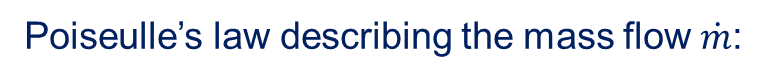 Poiseulle’s law describing the mass flow ṁ: